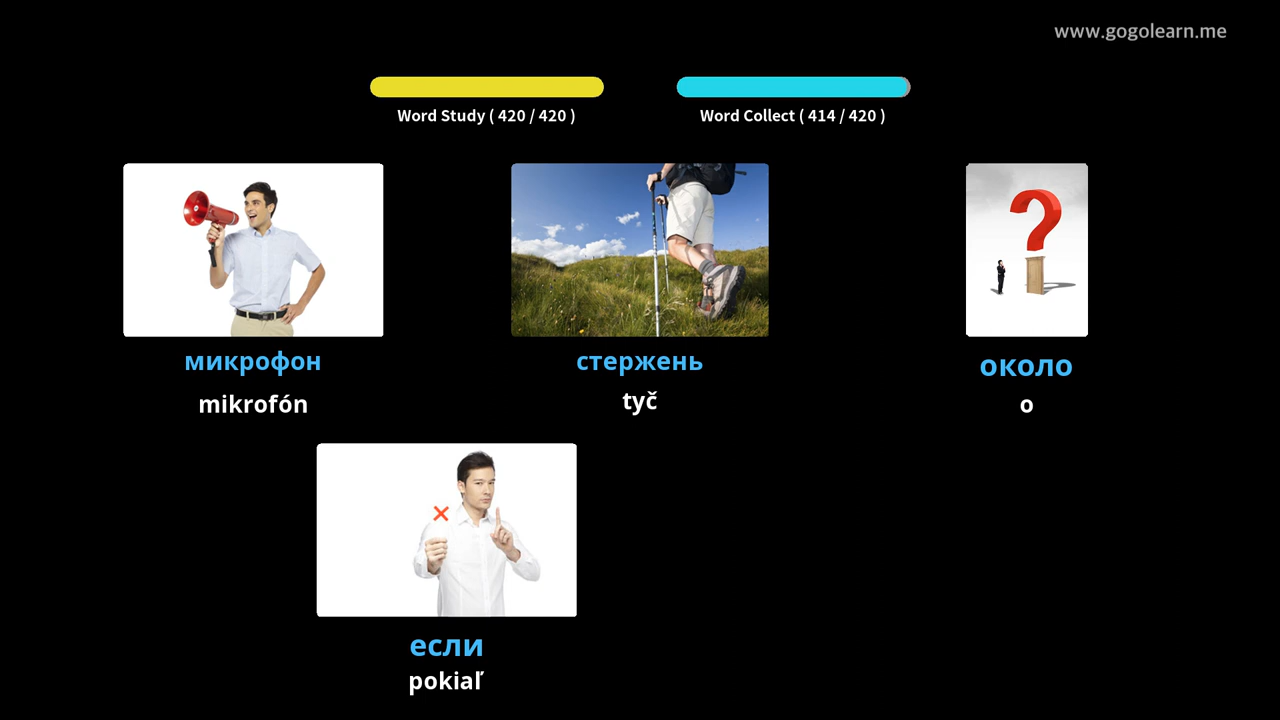 www.gogolearn.me
Word Study ( 420 / 420 )
Word Collect ( 414 / 420 )
микрофон
mikrofón
стержень
tyč
около
o
если
pokiaľ